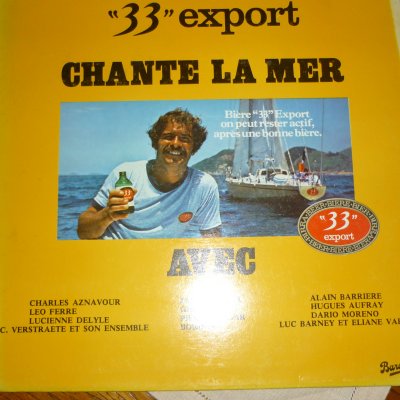 "33" export
CHANTE LA MER
Bière "33" Export
on peut rester actif,
après une bonne bière.
"33"
export
AVEC
CHARLES AZNAVOUR
LEO FERRE
LUCIENNE DELYLE
C. VERSTRAETE ET SON ENSEMBLE
ALAIN BARRIERE
HUGUES AUFRAY
DARIO MORENO
LUC BARNEY ET ELIANE